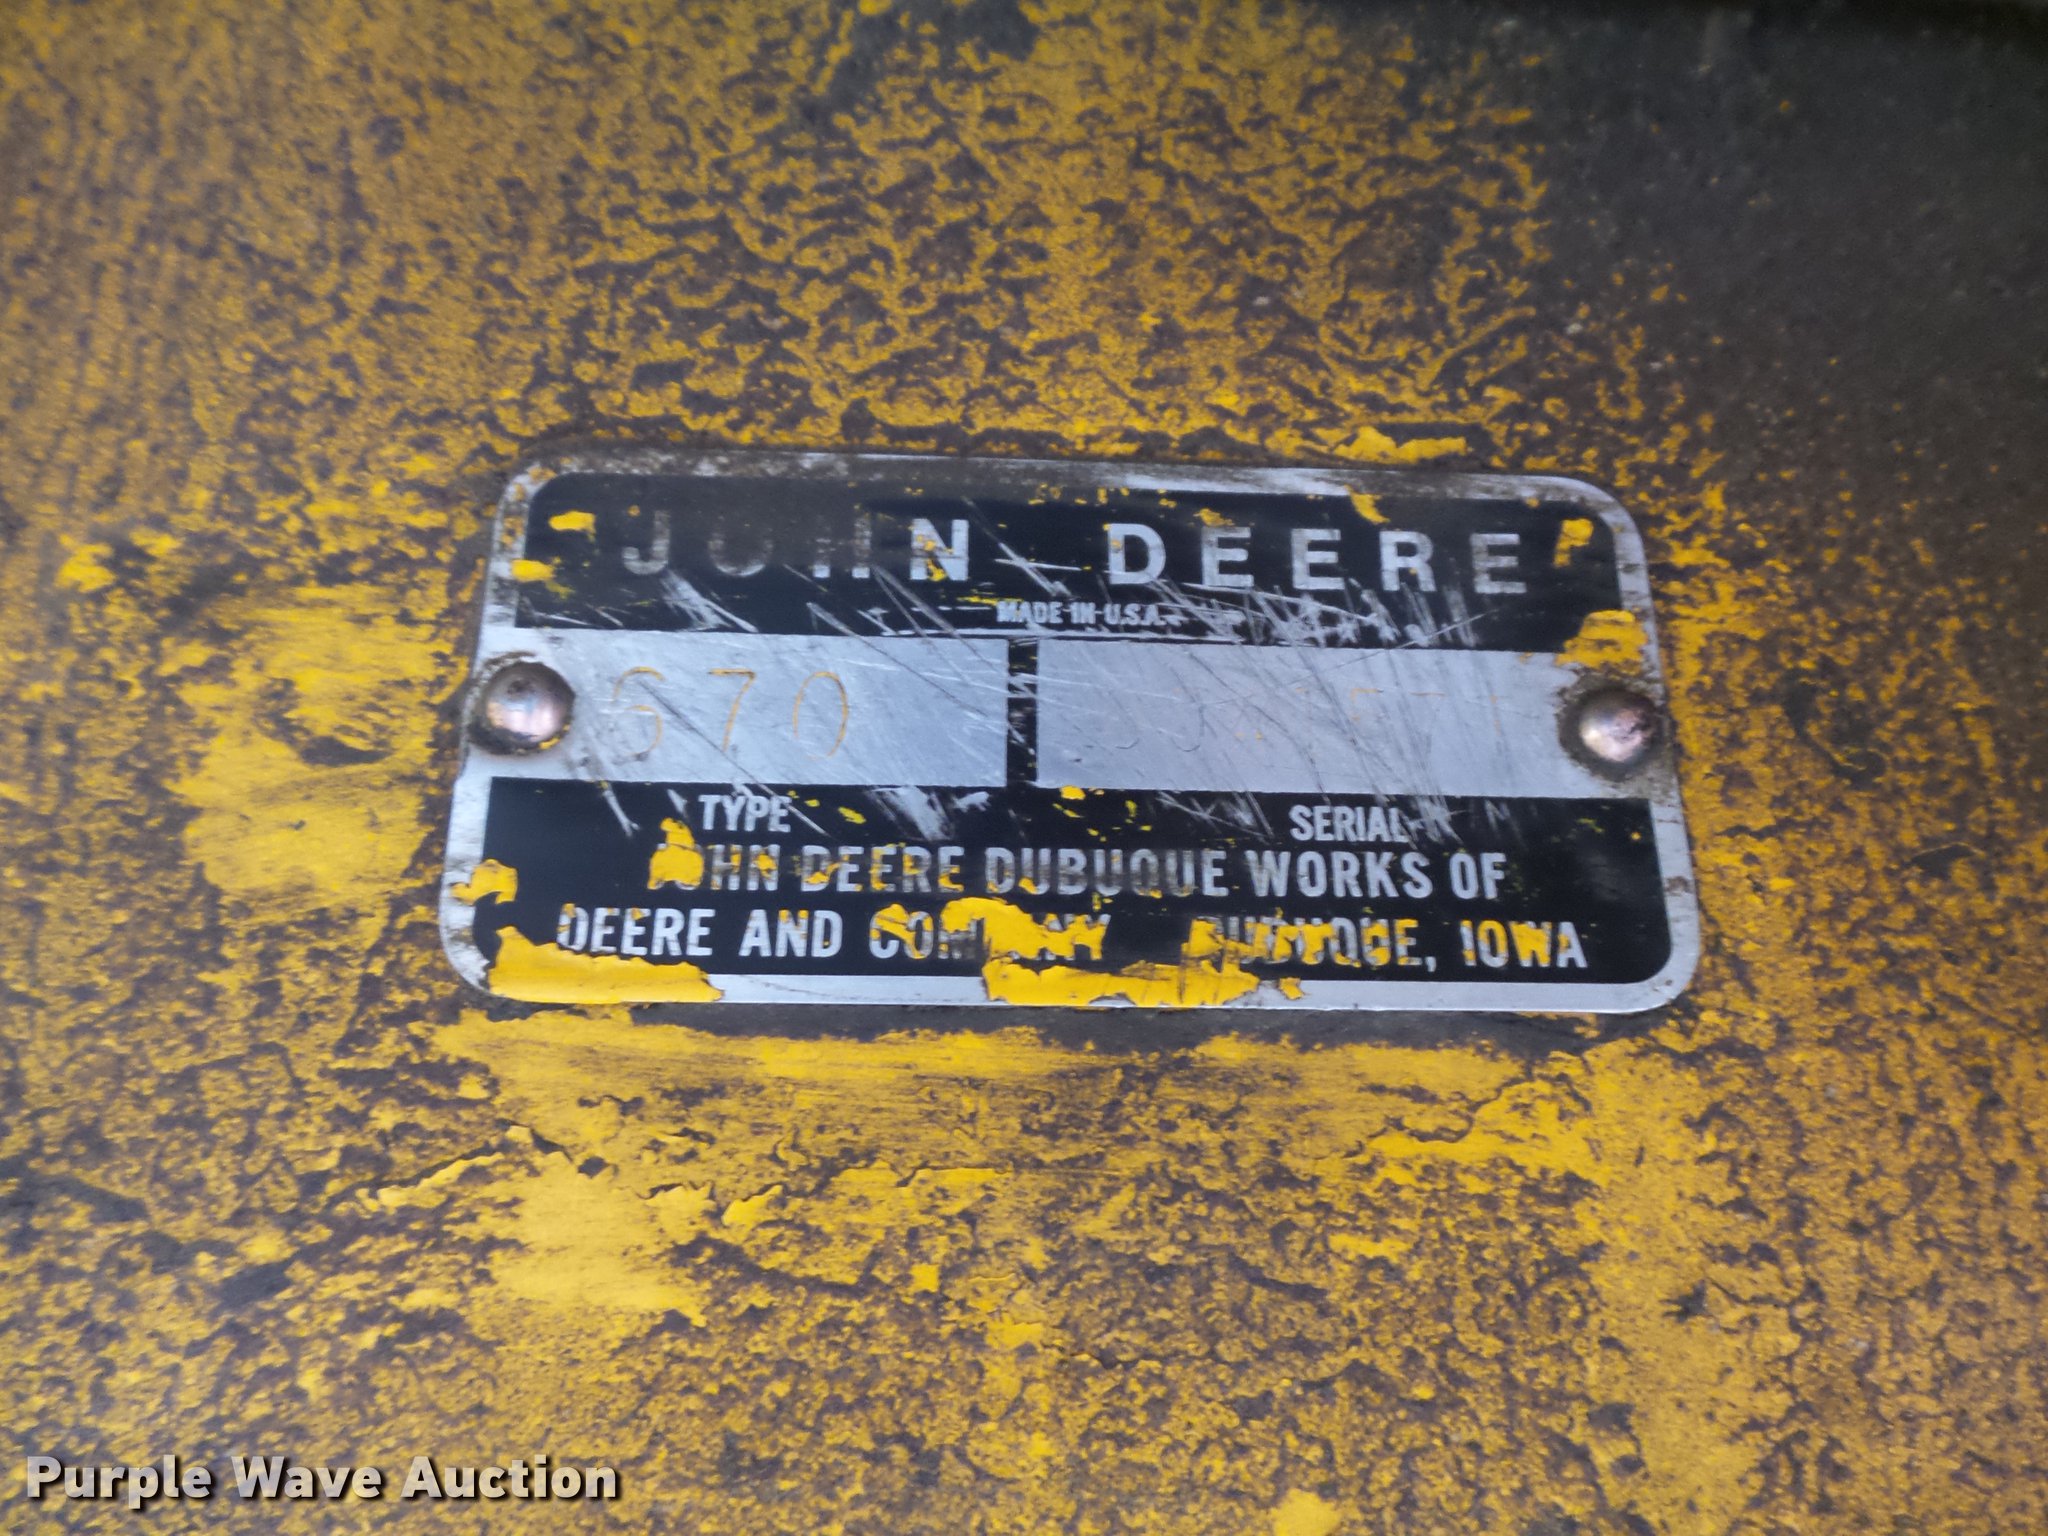 JOHN DEERE
MADE IN U.S.A.
670
TYPE SERIAL
JOHN DEERE DUBUQUE WORKS OF
DEERE AND COMPANY DUBUQUE, IOWA
Purple Wave Auction